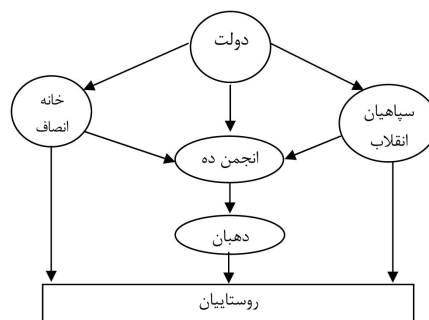 دولت
خانه
انصاف
سپاهیان
انقلاب
انجمن ده
دهبان
روستاییان